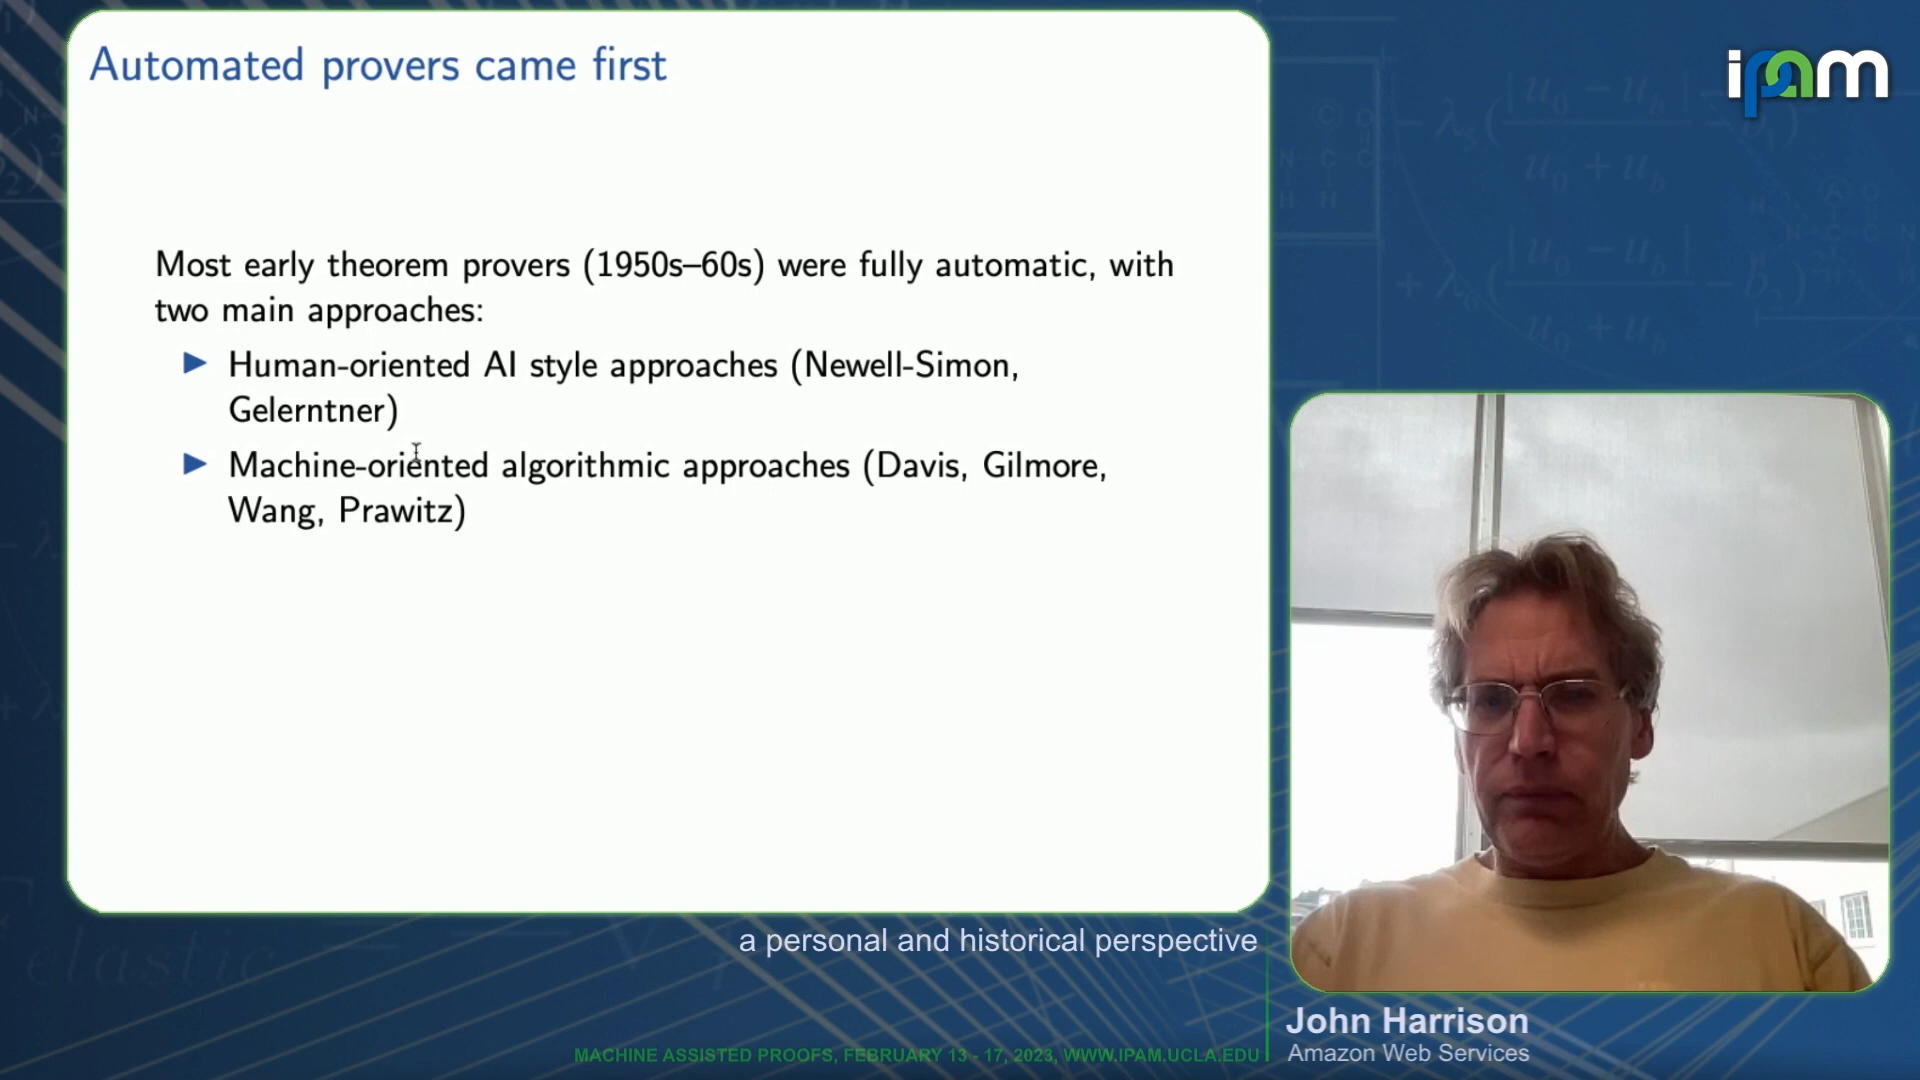 Automated provers came first
Most early theorem provers (1950s–60s) were fully automatic, with
two main approaches:
▶ Human-oriented AI style approaches (Newell-Simon,
Gelerntner)
▶ Machine-oriented algorithmic approaches (Davis, Gilmore,
Wang, Prawitz)
ipam
a personal and historical perspective
John Harrison
Amazon Web Services
MACHINE ASSISTED PROOFS, FEBRUARY 13 - 17, 2023, WWW.IPAM.UCLA.EDU
elastic